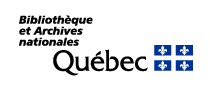 Bibliothèque
et Archives
nationales
Québec